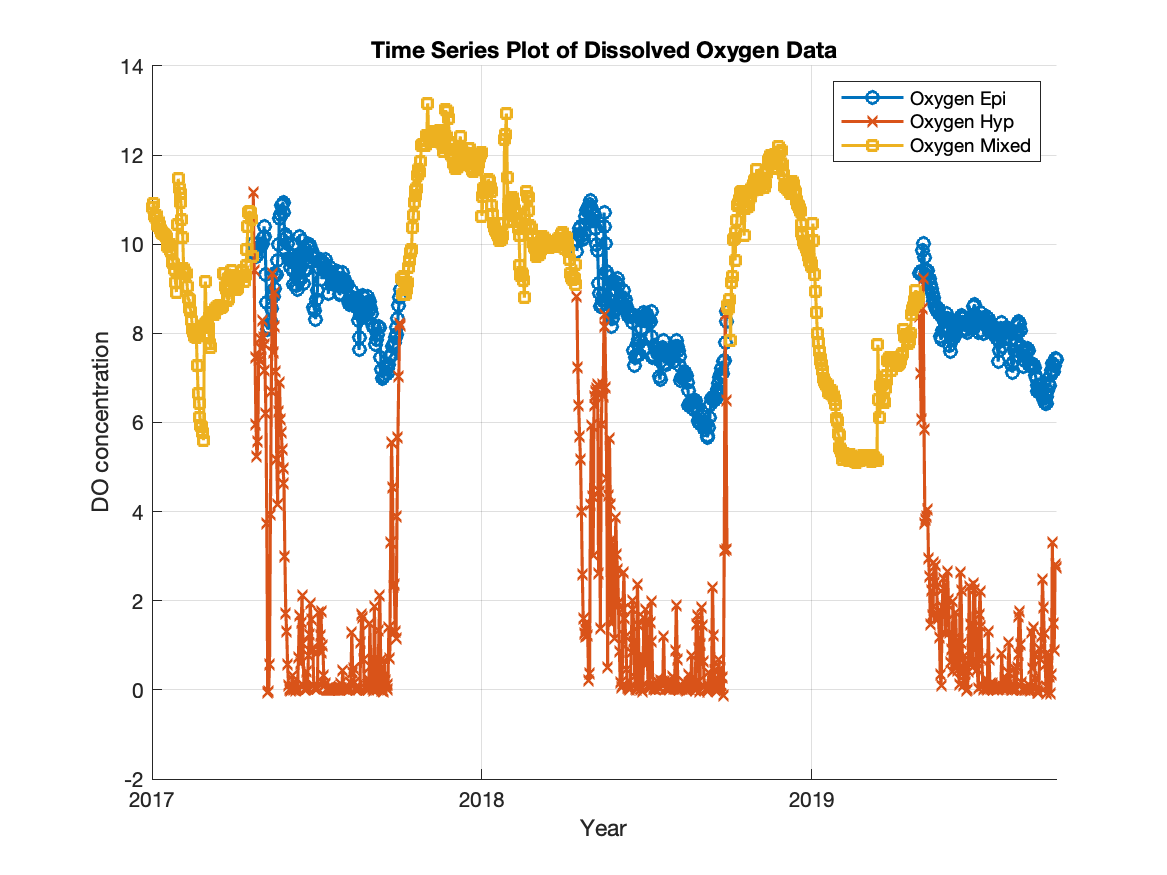 Time Series Plot of Dissolved Oxygen Data
14
12
10
8
6
4
2
0
-2
DO concentration
Oxygen Epi
Oxygen Hyp
Oxygen Mixed
2017
2018
2019
Year